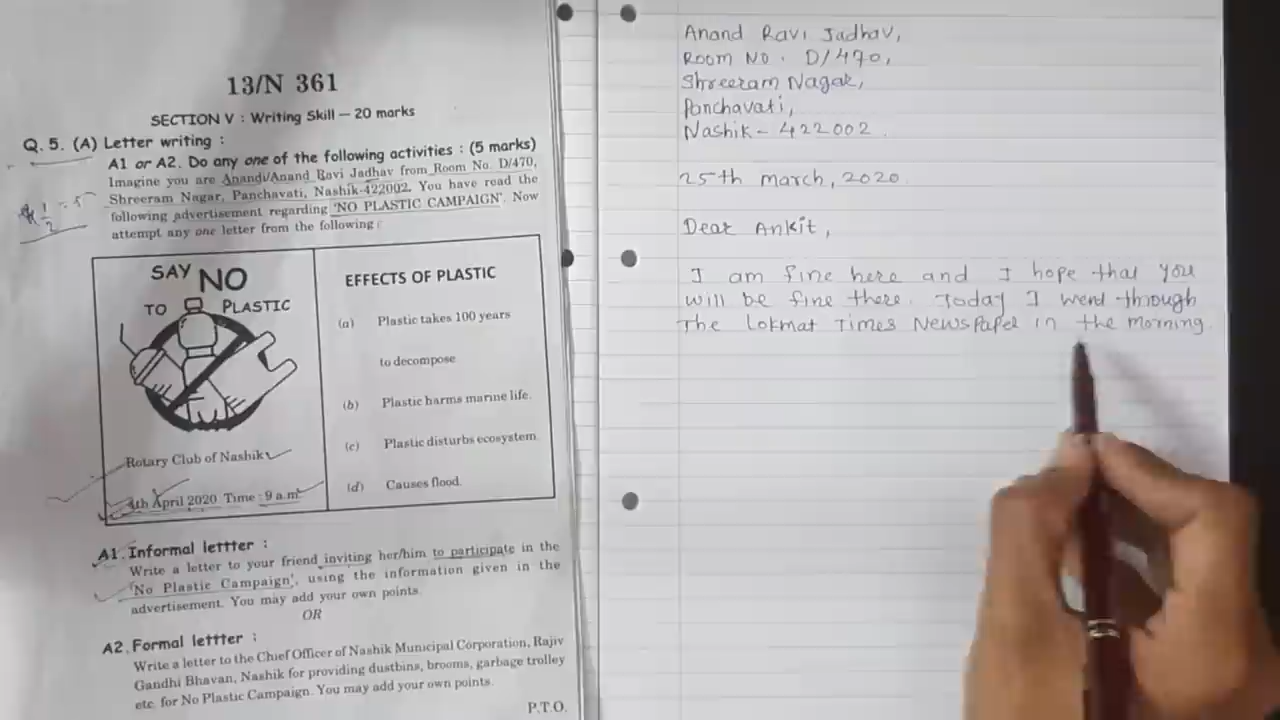 13/N 361
SECTION V : Writing Skill — 20 marks
Q. 5. (A) Letter writing :
A1 or A2. Do any one of the following activities : (5 marks)
Imagine you are Anandi/Anand Ravi Jadhav from Room No. D/470,
Shreeram Nagar, Panchavati, Nashik-422002. You have read the
following advertisement regarding 'NO PLASTIC CAMPAIGN'. Now
attempt any one letter from the following :
SAY NO
TO PLASTIC
Rotary Club of Nashik
4th April 2020 Time : 9 a.m.
EFFECTS OF PLASTIC
(a) Plastic takes 100 years
to decompose
(b) Plastic harms marine life.
(c) Plastic disturbs ecosystem.
(d) Causes flood.
A1. Informal lettter :
Write a letter to your friend inviting her/him to participate in the
'No Plastic Campaign', using the information given in the
advertisement. You may add your own points.
OR
A2. Formal lettter :
Write a letter to the Chief Officer of Nashik Municipal Corporation, Rajiv
Gandhi Bhavan, Nashik for providing dustbins, brooms, garbage trolley
etc. for No Plastic Campaign. You may add your own points.
P.T.O.
Anand Ravi Jadhav,
Room No. D/470,
Shreeram Nagar,
Panchavati,
Nashik - 422002.
25th march, 2020.
Dear Ankit,
I am fine here and I hope that you
will be fine there. Today I went through
The Lokmat Times Newspaper in the morning.